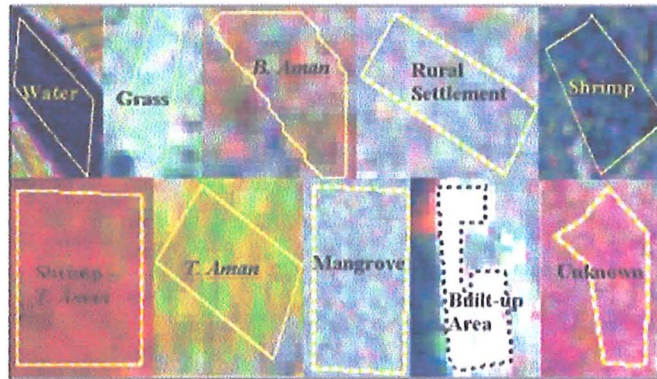 Water
Grass
B. Aman
Rural
Settlement
Shrimp
Shrimp -
T. Aman
T. Aman
Mangrove
Built-up
Area
Unknown